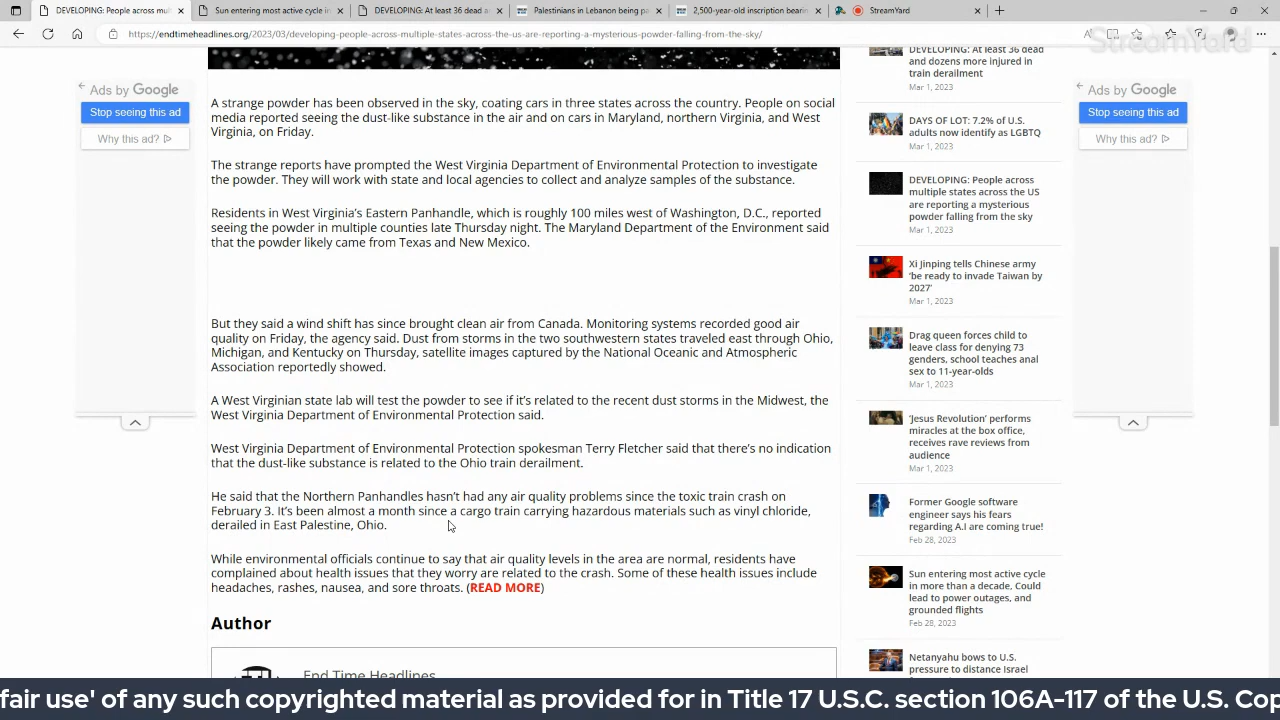 DEVELOPING: People across mult
Sun entering most active cycle in
DEVELOPING: At least 36 dead
Palestinians in Lebanon being pa
2,500-year-old inscription bearin
StreamYard
https://endtimeheadlines.org/2023/03/developing-people-across-multiple-states-across-the-us-are-reporting-a-mysterious-powder-falling-from-the-sky/
StreamYard
Ads by Google
Stop seeing this ad
Why this ad?
A strange powder has been observed in the sky, coating cars in three states across the country. People on social
media reported seeing the dust-like substance in the air and on cars in Maryland, northern Virginia, and West
Virginia, on Friday.
The strange reports have prompted the West Virginia Department of Environmental Protection to investigate
the powder. They will work with state and local agencies to collect and analyze samples of the substance.
Residents in West Virginia's Eastern Panhandle, which is roughly 100 miles west of Washington, D.C., reported
seeing the powder in multiple counties late Thursday night. The Maryland Department of the Environment said
that the powder likely came from Texas and New Mexico.
But they said a wind shift has since brought clean air from Canada. Monitoring systems recorded good air
quality on Friday, the agency said. Dust from storms in the two southwestern states traveled east through Ohio,
Michigan, and Kentucky on Thursday, satellite images captured by the National Oceanic and Atmospheric
Association reportedly showed.
A West Virginian state lab will test the powder to see if it's related to the recent dust storms in the Midwest, the
West Virginia Department of Environmental Protection said.
West Virginia Department of Environmental Protection spokesman Terry Fletcher said that there's no indication
that the dust-like substance is related to the Ohio train derailment.
He said that the Northern Panhandles hasn't had any air quality problems since the toxic train crash on
February 3. It's been almost a month since a cargo train carrying hazardous materials such as vinyl chloride,
derailed in East Palestine, Ohio.
While environmental officials continue to say that air quality levels in the area are normal, residents have
complained about health issues that they worry are related to the crash. Some of these health issues include
headaches, rashes, nausea, and sore throats. (READ MORE)
Author
End Time Headlines
DEVELOPING: At least 36 dead
and dozens more injured in
train derailment
Mar 1, 2023
DAYS OF LOT: 7.2% of U.S.
adults now identify as LGBTQ
Mar 1, 2023
DEVELOPING: People across
multiple states across the US
are reporting a mysterious
powder falling from the sky
Mar 1, 2023
Xi Jinping tells Chinese army
'be ready to invade Taiwan by
2027'
Mar 1, 2023
Drag queen forces child to
leave class for denying 73
genders, school teaches anal
sex to 11-year-olds
Mar 1, 2023
'Jesus Revolution' performs
miracles at the box office,
receives rave reviews from
audience
Mar 1, 2023
Former Google software
engineer says his fears
regarding A.I are coming true!
Feb 28, 2023
Sun entering most active cycle
in more than a decade, Could
lead to power outages, and
grounded flights
Feb 28, 2023
Netanyahu bows to U.S.
pressure to distance Israel
Ads by Google
Stop seeing this ad
Why this ad?
fair use' of any such copyrighted material as provided for in Title 17 U.S.C. section 106A-117 of the U.S. Cop